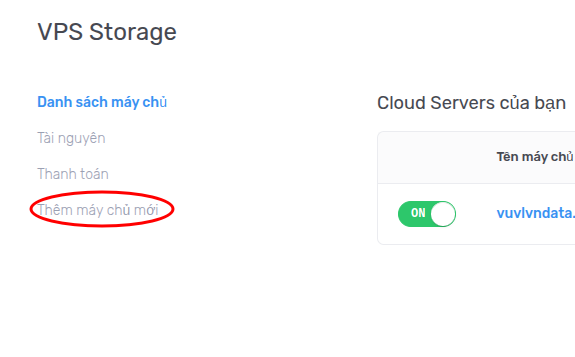 VPS Storage
Danh sách máy chủ
Tài nguyên
Thanh toán
Thêm máy chủ mới
Cloud Servers của bạn
Tên máy chủ
ON
vuvlvndata.